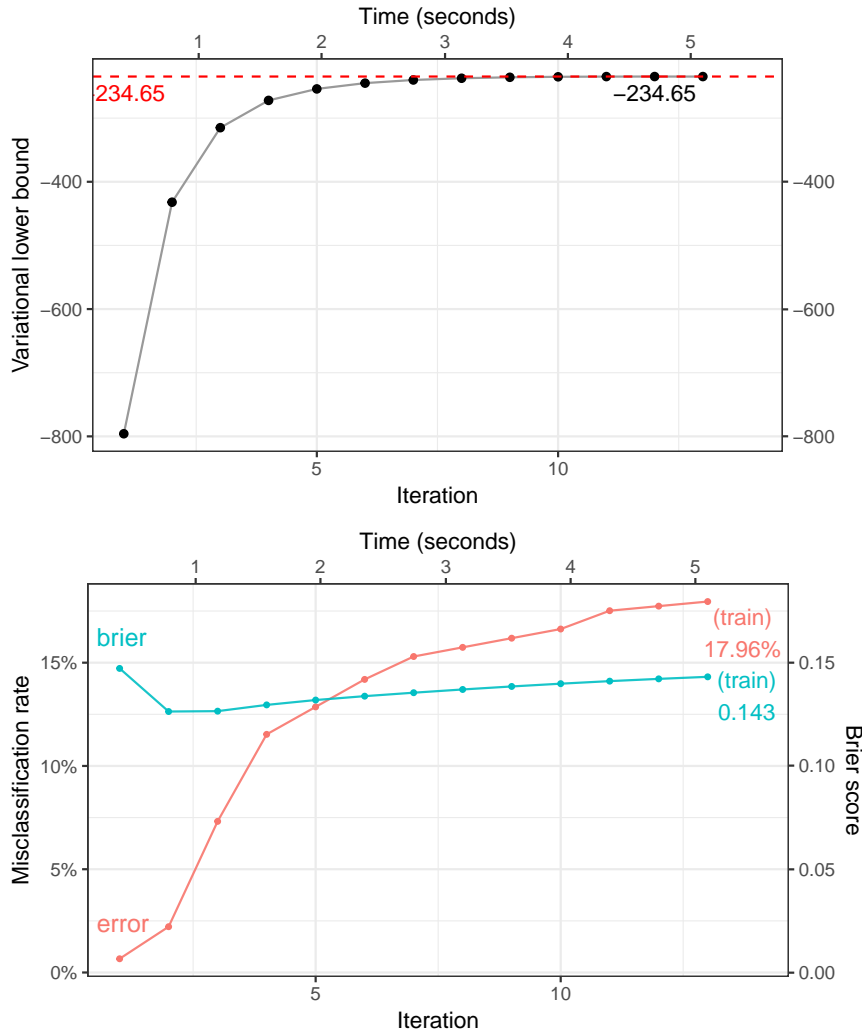 Time (seconds)
1 2 3 4 5
234.65
−234.65
Variational lower bound
−400
−600
−800
−400
−600
−800
5 10
Iteration
Time (seconds)
1 2 3 4 5
brier
error
(train)
17.96%
(train)
0.143
Misclassification rate
15%
10%
5%
0%
0.15
0.10
0.05
0.00
Brier score
5 10
Iteration